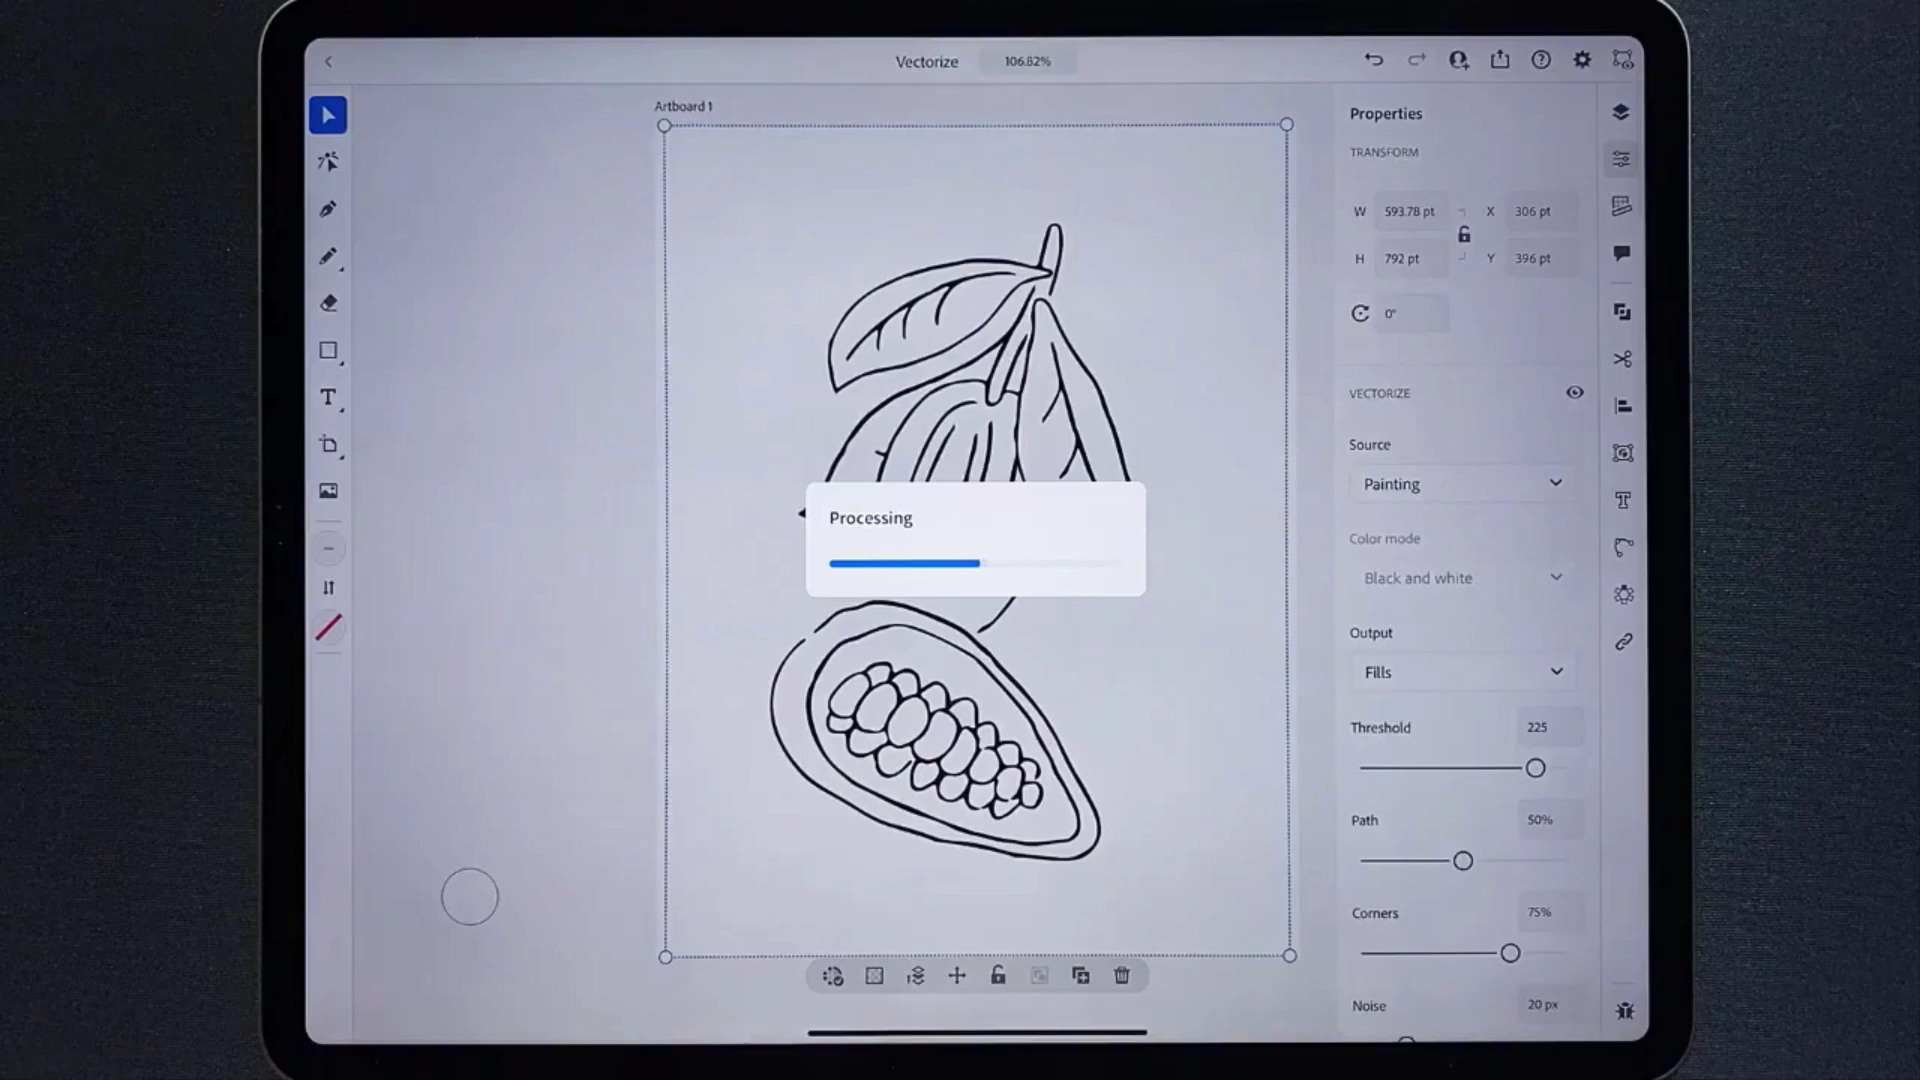 Vectorize 106.82%
Artboard 1
Properties
TRANSFORM
W 593.78 pt X 306 pt
H 792 pt Y 396 pt
0°
VECTORIZE
Source
Painting
Processing
Color mode
Black and white
Output
Fills
Threshold 225
Path 50%
Corners 75%
Noise 20 px
T